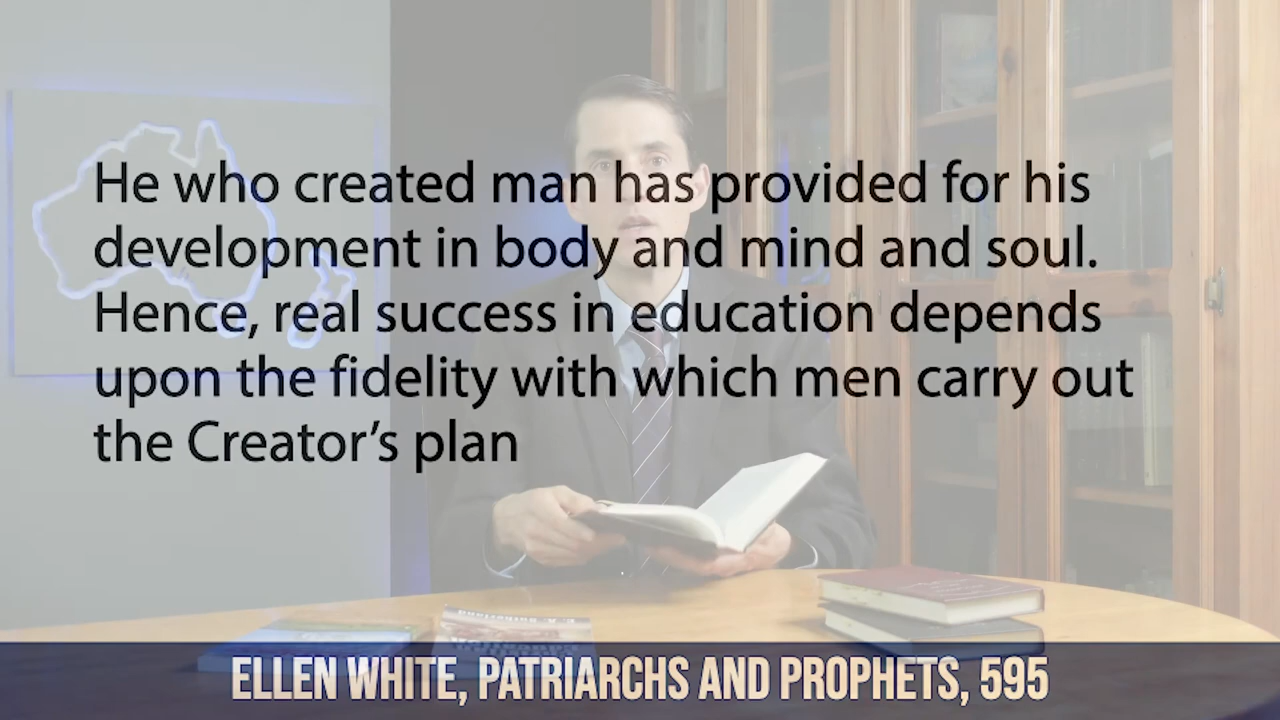 He who created man has provided for his
development in body and mind and soul.
Hence, real success in education depends
upon the fidelity with which men carry out
the Creator’s plan
E. A. Sutherland
ELLEN WHITE, PATRIARCHS AND PROPHETS, 595